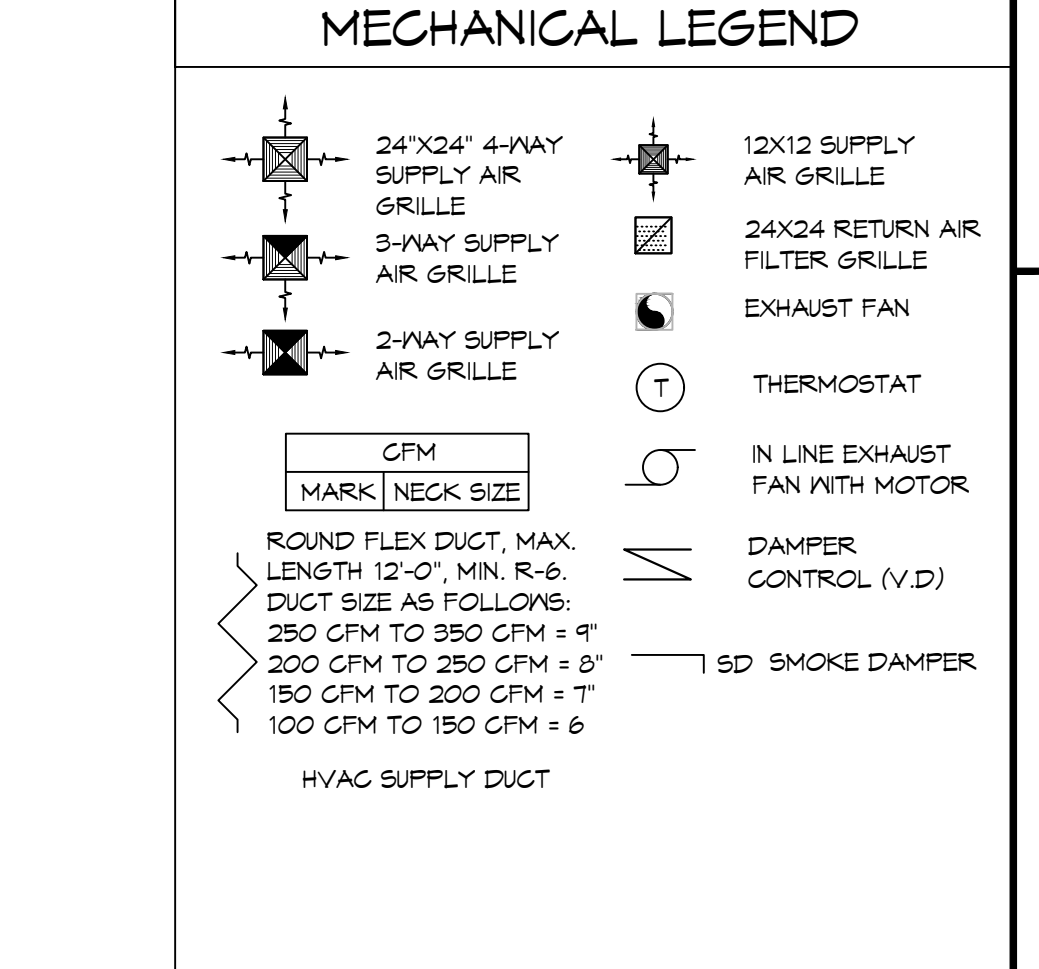 MECHANICAL LEGEND
24"X24" 4-WAY
SUPPLY AIR
GRILLE
3-WAY SUPPLY
AIR GRILLE
2-WAY SUPPLY
AIR GRILLE
CFM
MARK NECK SIZE
ROUND FLEX DUCT, MAX.
LENGTH 12'-0", MIN. R-6.
DUCT SIZE AS FOLLOWS:
250 CFM TO 350 CFM = 9"
200 CFM TO 250 CFM = 8"
150 CFM TO 200 CFM = 7"
100 CFM TO 150 CFM = 6
HVAC SUPPLY DUCT
12X12 SUPPLY
AIR GRILLE
24X24 RETURN AIR
FILTER GRILLE
EXHAUST FAN
T THERMOSTAT
IN LINE EXHAUST
FAN WITH MOTOR
DAMPER
CONTROL (V.D)
SD SMOKE DAMPER